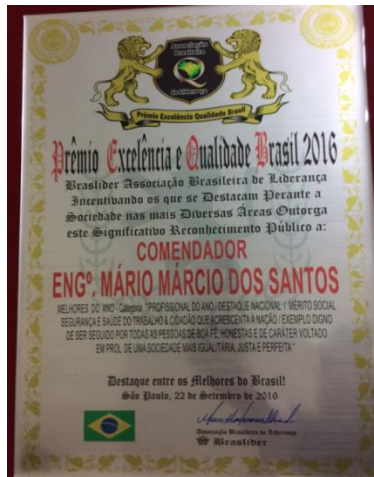 Associação
Brasileira
de Liderança
Prêmio Excelência Qualidade Brasil
Prêmio Excelência e Qualidade Brasil 2016
Braslider Associação Brasileira de Liderança
Incentivando os que se Destacam Perante a
Sociedade nas mais Diversas Áreas Outorga
este Significativo Reconhecimento Público a:
COMENDADOR
ENGº. MÁRIO MÁRCIO DOS SANTOS
MELHORES DO ANO - Categoria "PROFISSIONAL DO ANO / DESTAQUE NACIONAL / MÉRITO SOCIAL
SEGURANÇA E SAÚDE DO TRABALHO & CIDADÃO QUE ACRESCENTA À NAÇÃO / EXEMPLO DIGNO
DE SER SEGUIDO POR TODAS AS PESSOAS DE BOA FÉ, HONESTAS E DE CARÁTER VOLTADO
EM PROL DE UMA SOCIEDADE MAIS IGUALITÁRIA, JUSTA E PERFEITA"
Destaque entre os Melhores do Brasil!
São Paulo, 22 de Setembro de 2016
Associação Brasileira de Liderança
Braslider